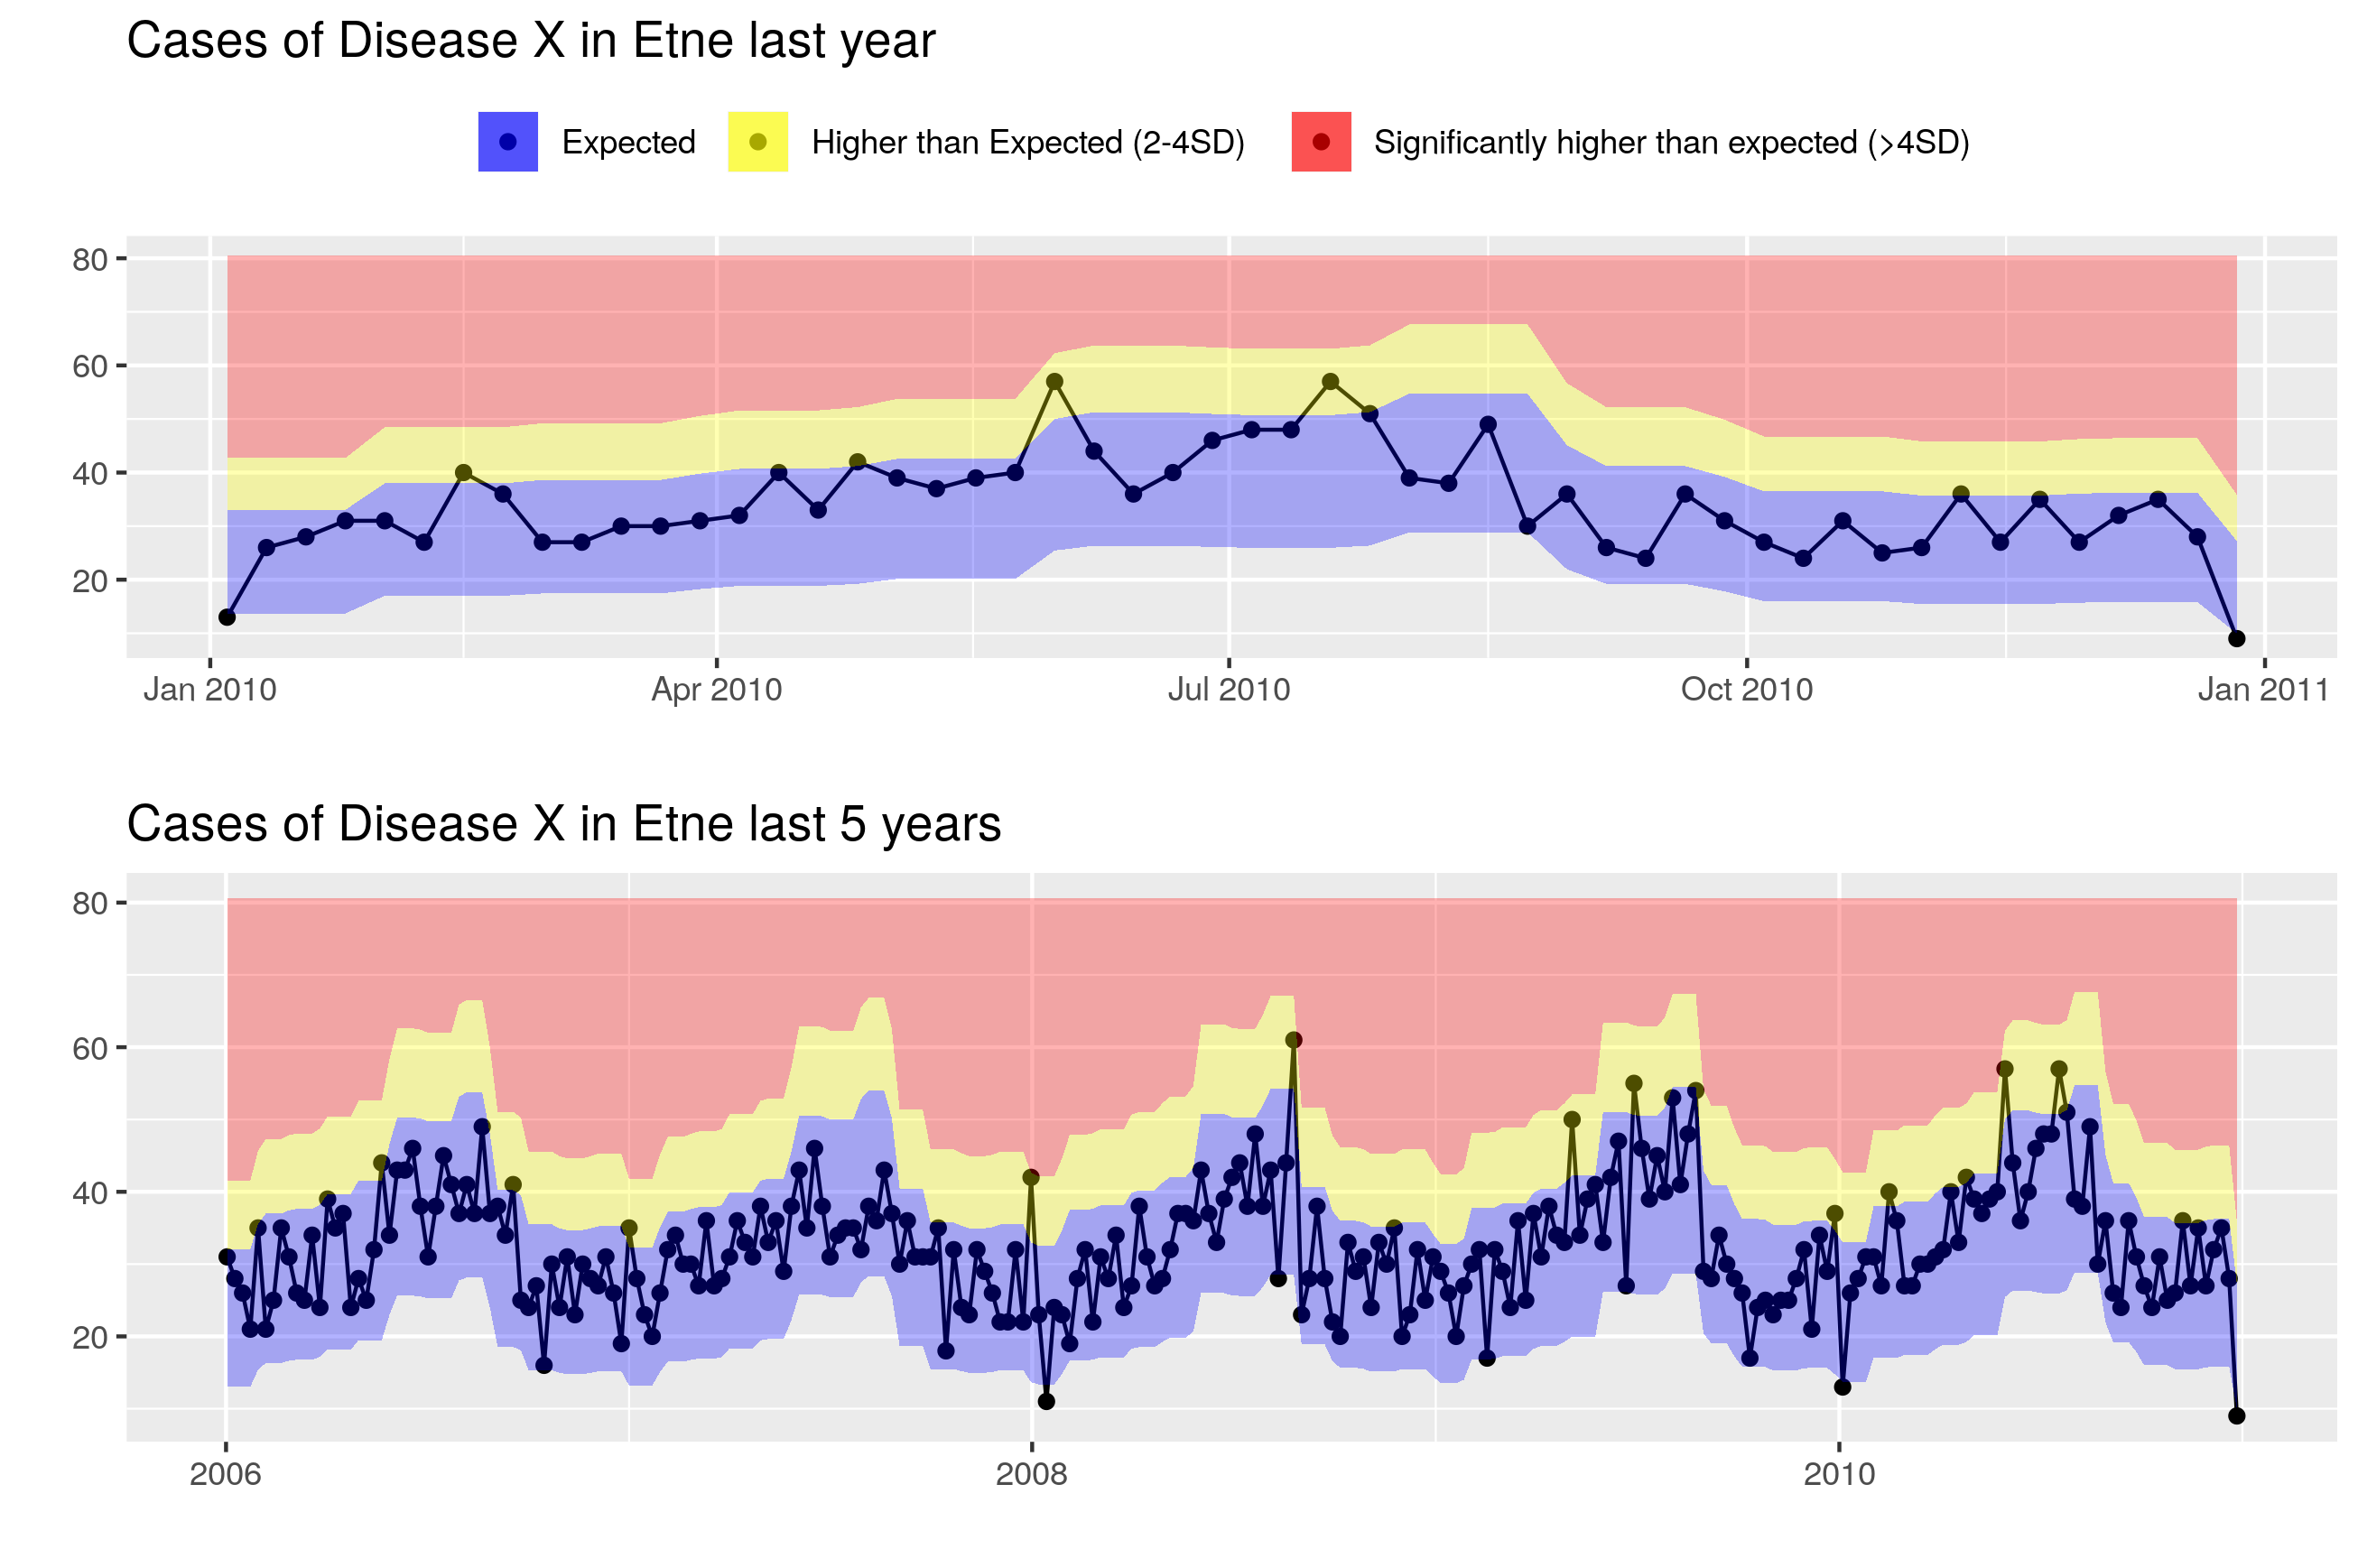 Cases of Disease X in Etne last year
Expected Higher than Expected (2-4SD) Significantly higher than expected (>4SD)
80
60
40
20
Jan 2010 Apr 2010 Jul 2010 Oct 2010 Jan 2011
Cases of Disease X in Etne last 5 years
80
60
40
20
2006 2008 2010